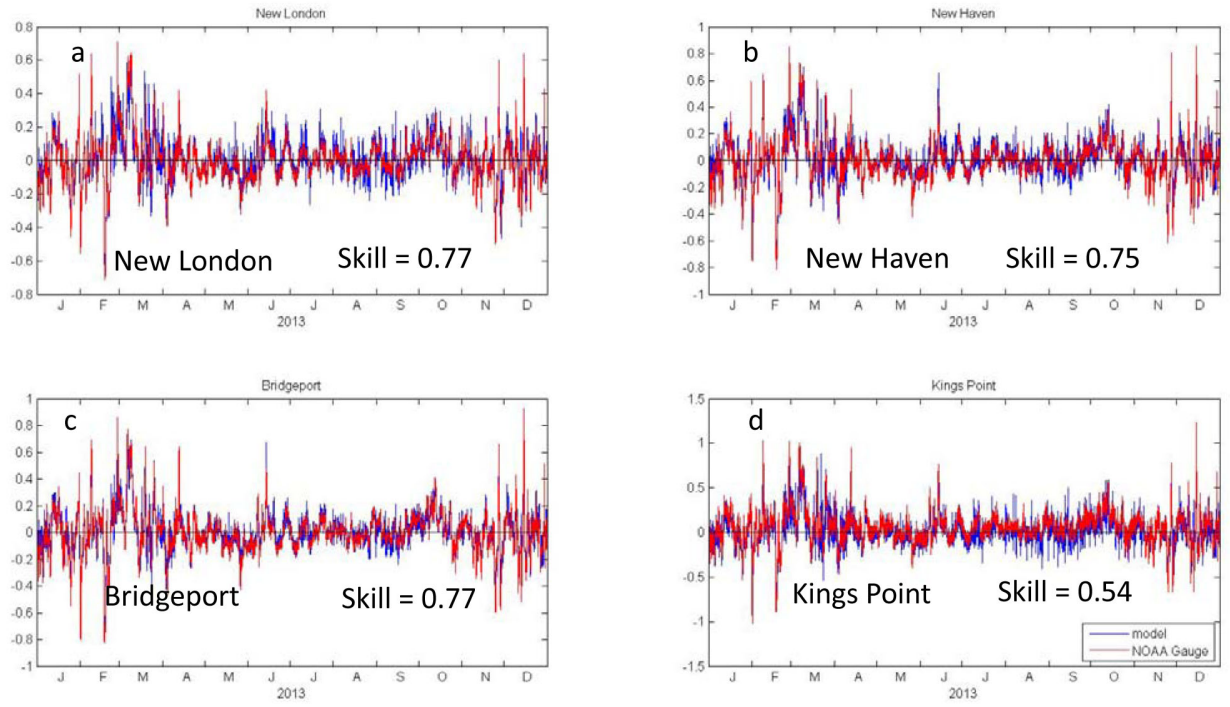 New London
a
0.8
0.6
0.4
0.2
0
-0.2
-0.4
-0.6
-0.8
New London Skill = 0.77
J F M A M J J A S O N D
2013
New Haven
b
1
0.8
0.6
0.4
0.2
0
-0.2
-0.4
-0.6
-0.8
-1
New Haven Skill = 0.75
J F M A M J J A S O N D
2013
Bridgeport
c
1
0.8
0.6
0.4
0.2
0
-0.2
-0.4
-0.6
-0.8
-1
Bridgeport Skill = 0.77
J F M A M J J A S O N D
2013
Kings Point
d
1.5
1
0.5
0
-0.5
-1
-1.5
Kings Point Skill = 0.54
model
NOAA Gauge
J F M A M J J A S O N D
2013